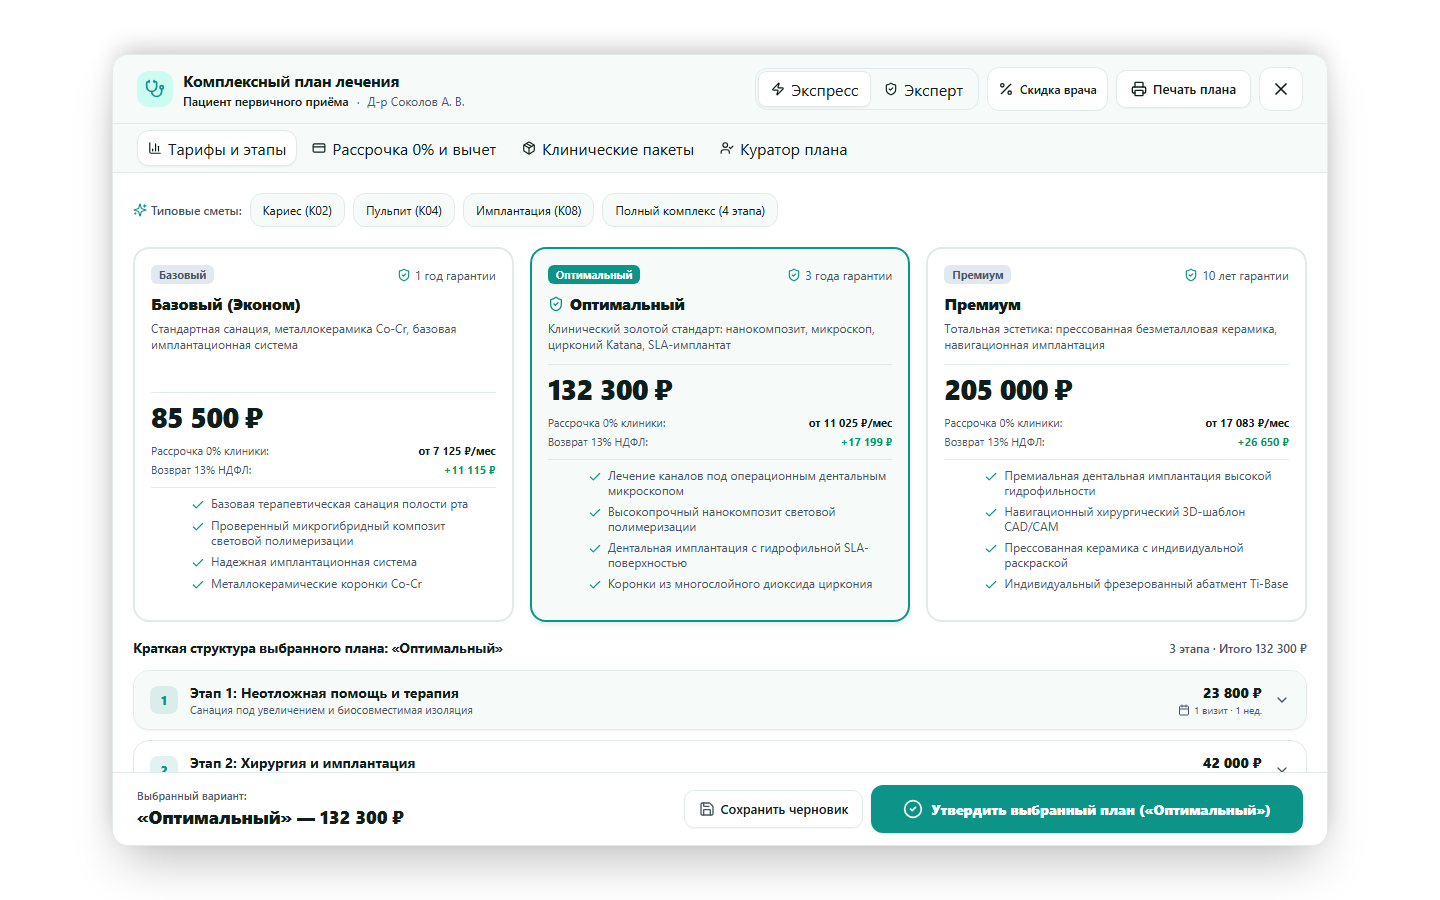 Комплексный план лечения
Пациент первичного приёма · Д-р Соколов А. В.
Экспресс
Эксперт
Скидка врача
Печать плана
Тарифы и этапы
Рассрочка 0% и вычет
Клинические пакеты
Куратор плана
Типовые сметы:
Кариес (K02)
Пульпит (K04)
Имплантация (K08)
Полный комплекс (4 этапа)
Базовый
1 год гарантии
Базовый (Эконом)
Стандартная санация, металлокерамика Co-Cr, базовая
имплантационная система
85 500 ₽
Рассрочка 0% клиники:
от 7 125 ₽/мес
Возврат 13% НДФЛ:
+11 115 ₽
Базовая терапевтическая санация полости рта
Проверенный микрогибридный композит
световой полимеризации
Надежная имплантационная система
Металлокерамические коронки Co-Cr
Оптимальный
3 года гарантии
Оптимальный
Клинический золотой стандарт: нанокомпозит, микроскоп,
цирконий Katana, SLA-имплантат
132 300 ₽
Рассрочка 0% клиники:
от 11 025 ₽/мес
Возврат 13% НДФЛ:
+17 199 ₽
Лечение каналов под операционным дентальным
микроскопом
Высокопрочный нанокомпозит световой
полимеризации
Дентальная имплантация с гидрофильной SLA-
поверхностью
Коронки из многослойного диоксида циркония
Премиум
10 лет гарантии
Премиум
Тотальная эстетика: прессованная безметалловая керамика,
навигационная имплантация
205 000 ₽
Рассрочка 0% клиники:
от 17 083 ₽/мес
Возврат 13% НДФЛ:
+26 650 ₽
Премиальная дентальная имплантация высокой
гидрофильности
Навигационный хирургический 3D-шаблон
CAD/CAM
Прессованная керамика с индивидуальной
раскраской
Индивидуальный фрезерованный абатмент Ti-Base
Краткая структура выбранного плана: «Оптимальный»
3 этапа · Итого 132 300 ₽
1
Этап 1: Неотложная помощь и терапия
Санация под увеличением и биосовместимая изоляция
23 800 ₽
1 визит · 1 нед.
2
Этап 2: Хирургия и имплантация
42 000 ₽
Выбранный вариант:
«Оптимальный» — 132 300 ₽
Сохранить черновик
Утвердить выбранный план («Оптимальный»)